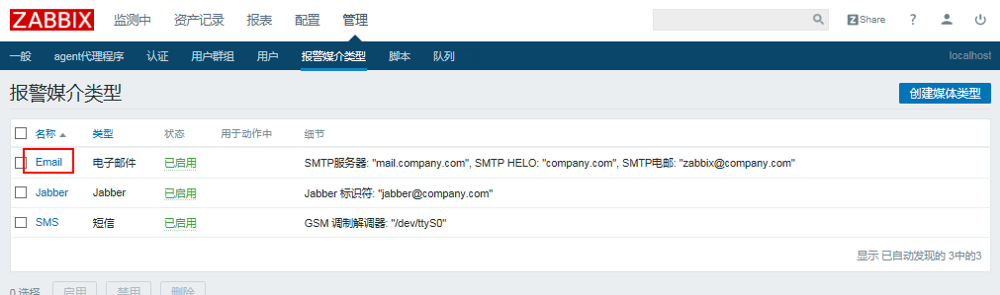 ZABBIX 监测中 资产记录 报表 配置 管理 Z Share ?
一般 agent代理程序 认证 用户群组 用户 报警媒介类型 脚本 队列 localhost
报警媒介类型 创建媒体类型
名称 类型 状态 用于动作中 细节
Email 电子邮件 已启用 SMTP服务器: "mail.company.com", SMTP HELO: "company.com", SMTP电邮: "zabbix@company.com"
Jabber Jabber 已启用 Jabber 标识符: "jabber@company.com"
SMS 短信 已启用 GSM 调制解调器: "/dev/ttyS0"
显示 已自动发现的 3中的3
0 选择 启用 禁用 删除